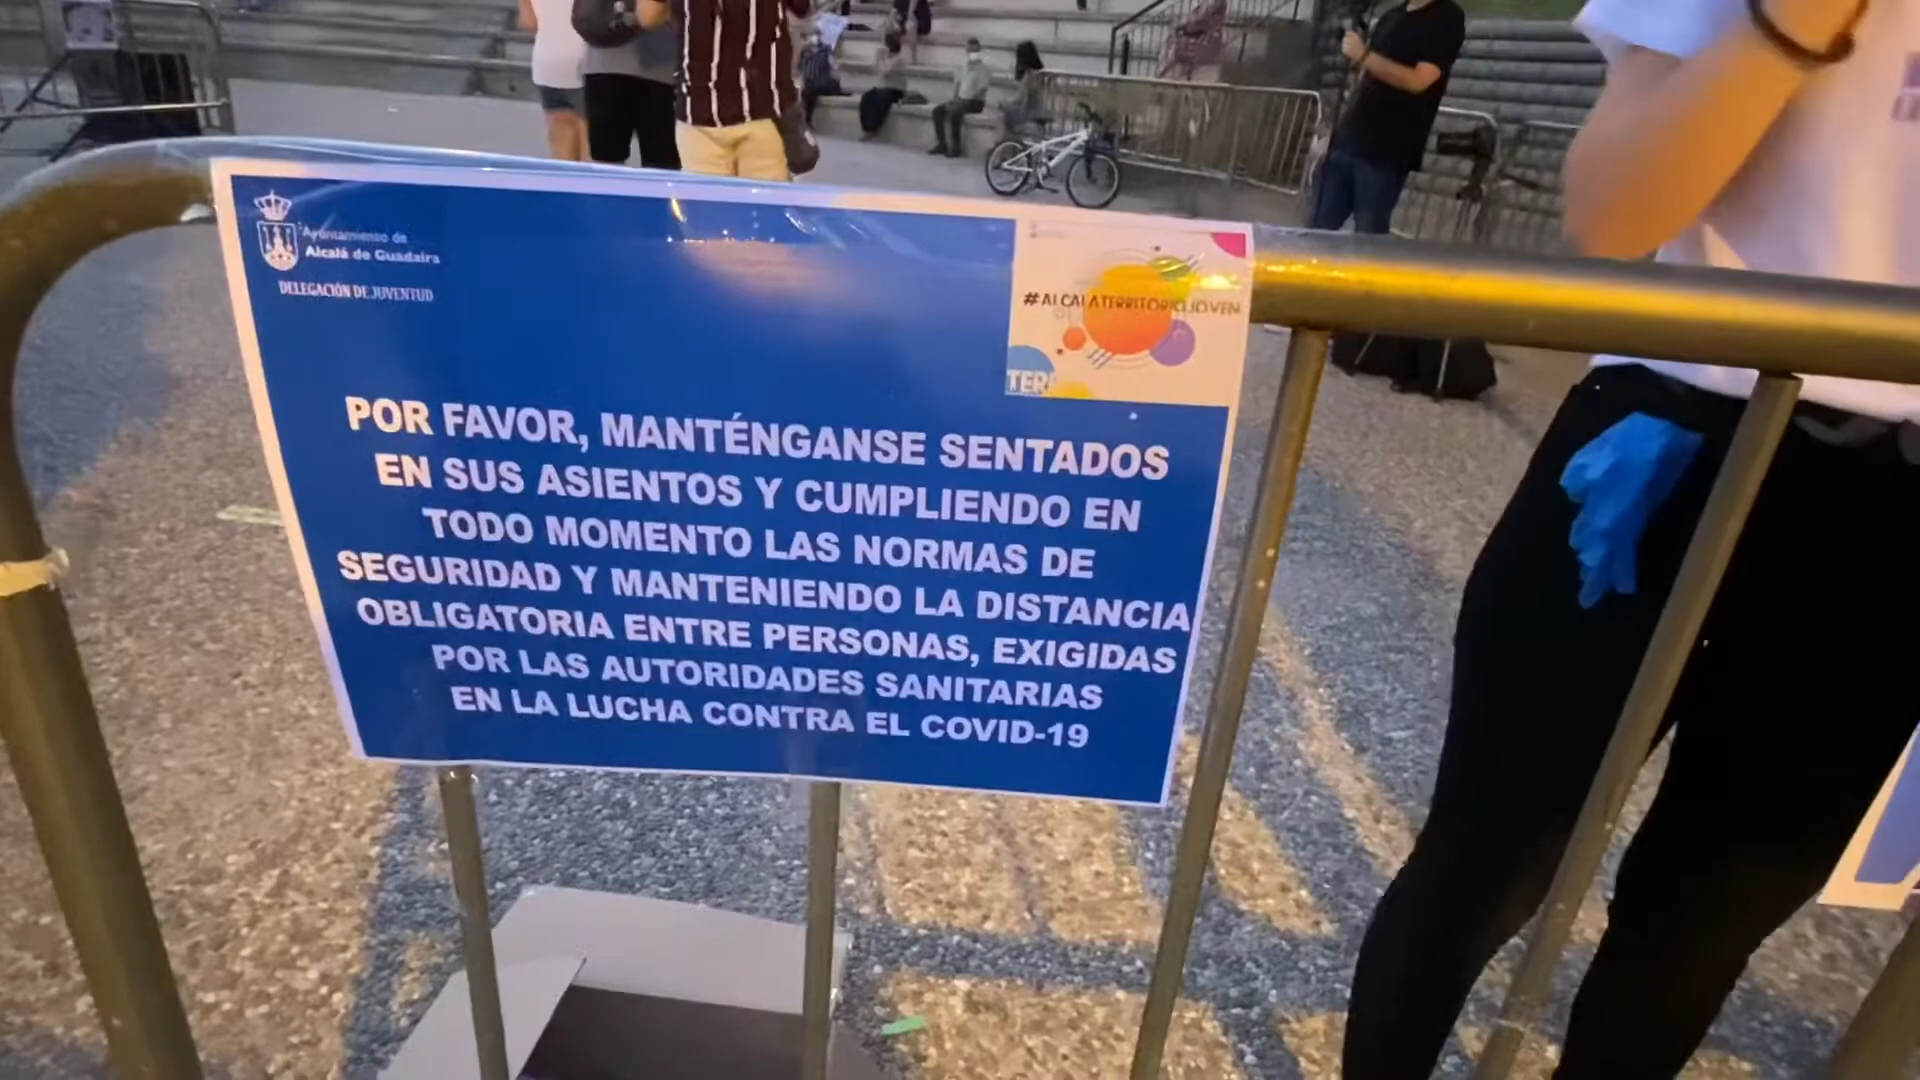 Ayuntamiento de
Alcalá de Guadaíra
DELEGACIÓN DE JUVENTUD
#ALCALATERRITORIOJOVEN
TERR
POR FAVOR, MANTÉNGANSE SENTADOS
EN SUS ASIENTOS Y CUMPLIENDO EN
TODO MOMENTO LAS NORMAS DE
SEGURIDAD Y MANTENIENDO LA DISTANCIA
OBLIGATORIA ENTRE PERSONAS, EXIGIDAS
POR LAS AUTORIDADES SANITARIAS
EN LA LUCHA CONTRA EL COVID-19